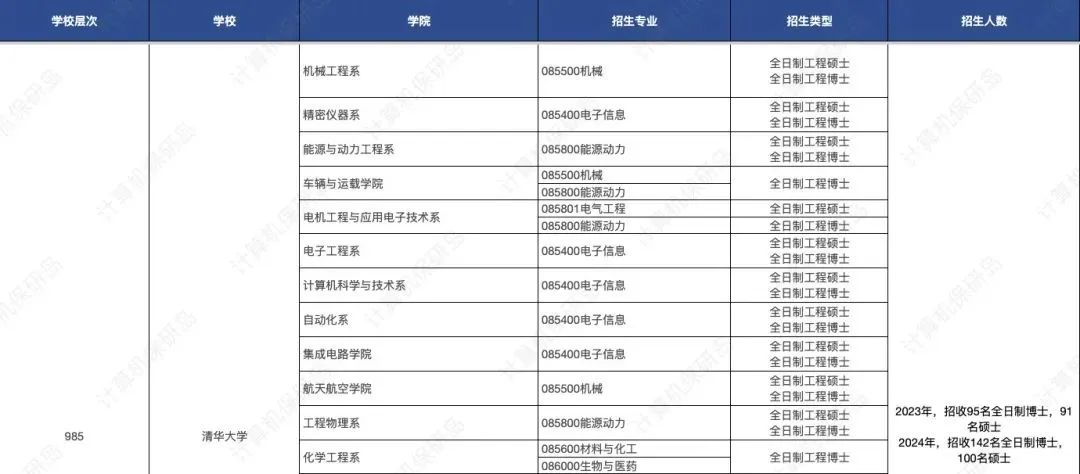 学校层次 学校 学院 招生专业 招生类型 招生人数
机械工程系 085500机械 全日制工程硕士
全日制工程博士
精密仪器系 085400电子信息 全日制工程硕士
全日制工程博士
能源与动力工程系 085800能源动力 全日制工程硕士
全日制工程博士
车辆与运载学院 085500机械 全日制工程博士
085800能源动力
电机工程与应用电子技术系 085801电气工程 全日制工程硕士
085800能源动力 全日制工程博士
电子工程系 085400电子信息 全日制工程硕士
全日制工程博士
计算机科学与技术系 085400电子信息 全日制工程硕士
全日制工程博士
自动化系 085400电子信息 全日制工程硕士
全日制工程博士
集成电路学院 085400电子信息 全日制工程硕士
全日制工程博士
航天航空学院 085500机械 全日制工程硕士
全日制工程博士
985 清华大学 工程物理系 085800能源动力 全日制工程硕士
全日制工程博士
2023年，招收95名全日制博士，91
名硕士
2024年，招收142名全日制博士，
100名硕士
化学工程系 085600材料与化工 全日制工程博士
086000生物与医药
计算机保研岛